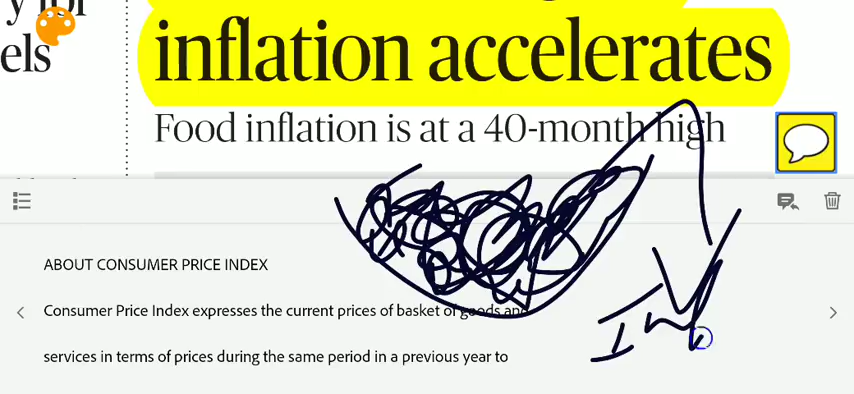 els
inflation accelerates
Food inflation is at a 40-month high
ABOUT CONSUMER PRICE INDEX
Consumer Price Index expresses the current prices of basket of goods and
services in terms of prices during the same period in a previous year to